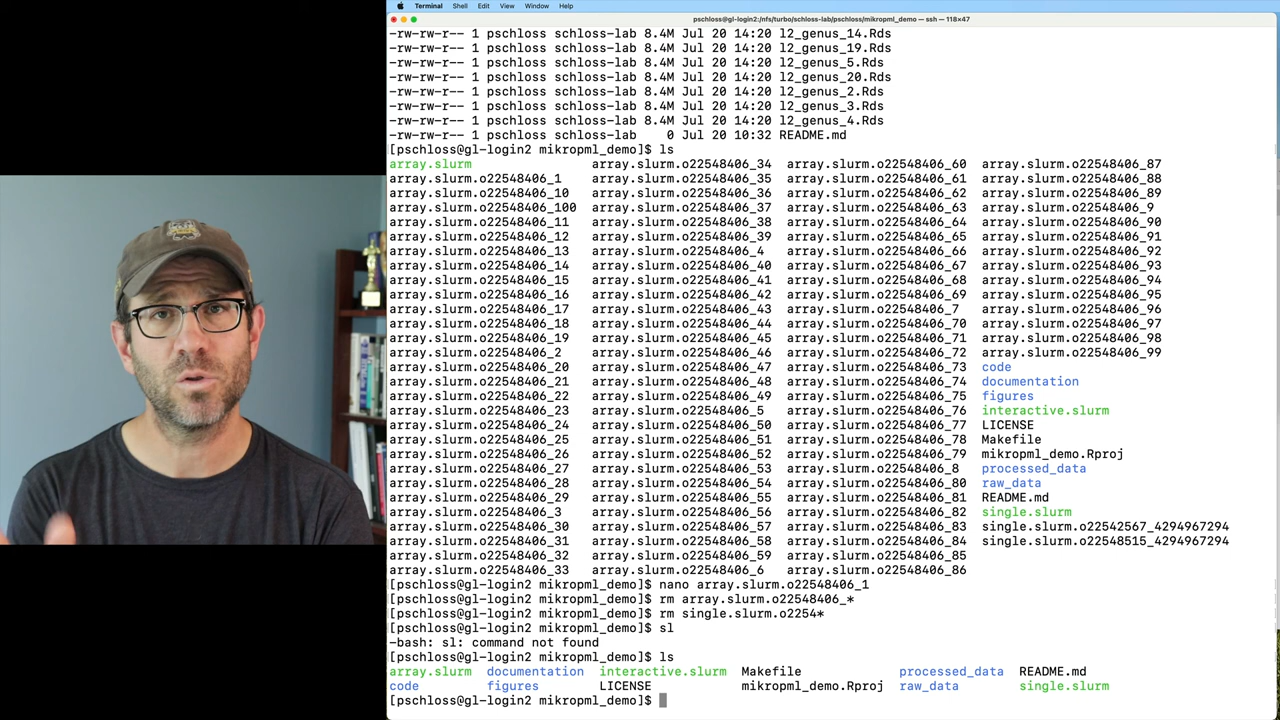 Terminal Shell Edit View Window Help
pschloss@gl-login2:/nfs/turbo/schloss-lab/pschloss/mikropml_demo — ssh — 118×47
-rw-rw-r-- 1 pschloss schloss-lab 8.4M Jul 20 14:20 l2_genus_14.Rds
-rw-rw-r-- 1 pschloss schloss-lab 8.4M Jul 20 14:20 l2_genus_19.Rds
-rw-rw-r-- 1 pschloss schloss-lab 8.4M Jul 20 14:20 l2_genus_5.Rds
-rw-rw-r-- 1 pschloss schloss-lab 8.4M Jul 20 14:20 l2_genus_20.Rds
-rw-rw-r-- 1 pschloss schloss-lab 8.4M Jul 20 14:20 l2_genus_2.Rds
-rw-rw-r-- 1 pschloss schloss-lab 8.4M Jul 20 14:20 l2_genus_3.Rds
-rw-rw-r-- 1 pschloss schloss-lab 8.4M Jul 20 14:20 l2_genus_4.Rds
-rw-rw-r-- 1 pschloss schloss-lab 0 Jul 20 10:32 README.md
[pschloss@gl-login2 mikropml_demo]$ ls
array.slurm array.slurm.o22548406_34 array.slurm.o22548406_60 array.slurm.o22548406_87
array.slurm.o22548406_1 array.slurm.o22548406_35 array.slurm.o22548406_61 array.slurm.o22548406_88
array.slurm.o22548406_10 array.slurm.o22548406_36 array.slurm.o22548406_62 array.slurm.o22548406_89
array.slurm.o22548406_100 array.slurm.o22548406_37 array.slurm.o22548406_63 array.slurm.o22548406_9
array.slurm.o22548406_11 array.slurm.o22548406_38 array.slurm.o22548406_64 array.slurm.o22548406_90
array.slurm.o22548406_12 array.slurm.o22548406_39 array.slurm.o22548406_65 array.slurm.o22548406_91
array.slurm.o22548406_13 array.slurm.o22548406_4 array.slurm.o22548406_66 array.slurm.o22548406_92
array.slurm.o22548406_14 array.slurm.o22548406_40 array.slurm.o22548406_67 array.slurm.o22548406_93
array.slurm.o22548406_15 array.slurm.o22548406_41 array.slurm.o22548406_68 array.slurm.o22548406_94
array.slurm.o22548406_16 array.slurm.o22548406_42 array.slurm.o22548406_69 array.slurm.o22548406_95
array.slurm.o22548406_17 array.slurm.o22548406_43 array.slurm.o22548406_7 array.slurm.o22548406_96
array.slurm.o22548406_18 array.slurm.o22548406_44 array.slurm.o22548406_70 array.slurm.o22548406_97
array.slurm.o22548406_19 array.slurm.o22548406_45 array.slurm.o22548406_71 array.slurm.o22548406_98
array.slurm.o22548406_2 array.slurm.o22548406_46 array.slurm.o22548406_72 array.slurm.o22548406_99
array.slurm.o22548406_20 array.slurm.o22548406_47 array.slurm.o22548406_73 code
array.slurm.o22548406_21 array.slurm.o22548406_48 array.slurm.o22548406_74 documentation
array.slurm.o22548406_22 array.slurm.o22548406_49 array.slurm.o22548406_75 figures
array.slurm.o22548406_23 array.slurm.o22548406_5 array.slurm.o22548406_76 interactive.slurm
array.slurm.o22548406_24 array.slurm.o22548406_50 array.slurm.o22548406_77 LICENSE
array.slurm.o22548406_25 array.slurm.o22548406_51 array.slurm.o22548406_78 Makefile
array.slurm.o22548406_26 array.slurm.o22548406_52 array.slurm.o22548406_79 mikropml_demo.Rproj
array.slurm.o22548406_27 array.slurm.o22548406_53 array.slurm.o22548406_8 processed_data
array.slurm.o22548406_28 array.slurm.o22548406_54 array.slurm.o22548406_80 raw_data
array.slurm.o22548406_29 array.slurm.o22548406_55 array.slurm.o22548406_81 README.md
array.slurm.o22548406_3 array.slurm.o22548406_56 array.slurm.o22548406_82 single.slurm
array.slurm.o22548406_30 array.slurm.o22548406_57 array.slurm.o22548406_83 single.slurm.o22542567_4294967294
array.slurm.o22548406_31 array.slurm.o22548406_58 array.slurm.o22548406_84 single.slurm.o22548515_4294967294
array.slurm.o22548406_32 array.slurm.o22548406_59 array.slurm.o22548406_85
array.slurm.o22548406_33 array.slurm.o22548406_6 array.slurm.o22548406_86
[pschloss@gl-login2 mikropml_demo]$ nano array.slurm.o22548406_1
[pschloss@gl-login2 mikropml_demo]$ rm array.slurm.o22548406_*
[pschloss@gl-login2 mikropml_demo]$ rm single.slurm.o2254*
[pschloss@gl-login2 mikropml_demo]$ sl
-bash: sl: command not found
[pschloss@gl-login2 mikropml_demo]$ ls
array.slurm documentation interactive.slurm Makefile processed_data README.md
code figures LICENSE mikropml_demo.Rproj raw_data single.slurm
[pschloss@gl-login2 mikropml_demo]$